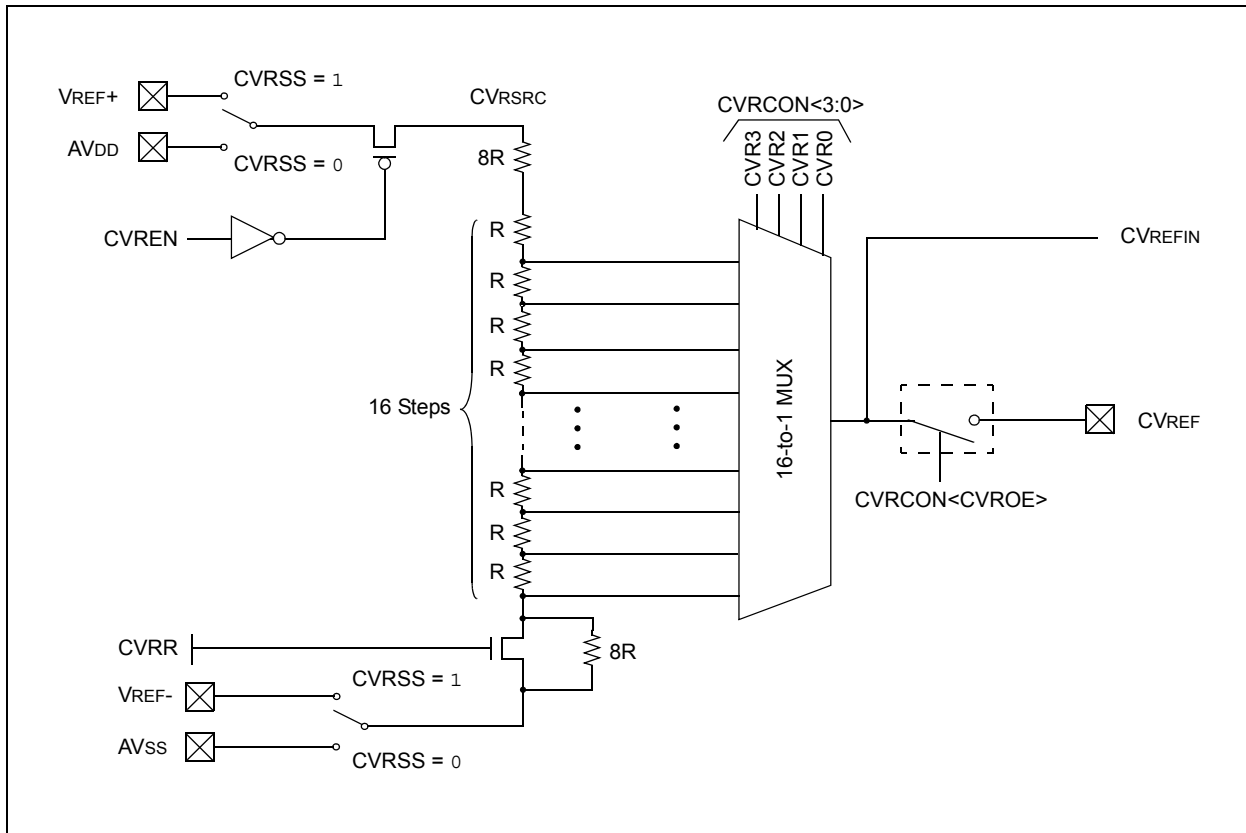 VREF+
CVRSS = 1
AVDD
CVRSS = 0
CVREN
CVRSRC
8R
R
R
R
R
16 Steps
R
R
R
CVRCON<3:0>
CVR3
CVR2
CVR1
CVR0
16-to-1 MUX
CVREFIN
CVREF
CVRCON<CVROE>
CVRR
8R
VREF-
CVRSS = 1
AVSS
CVRSS = 0